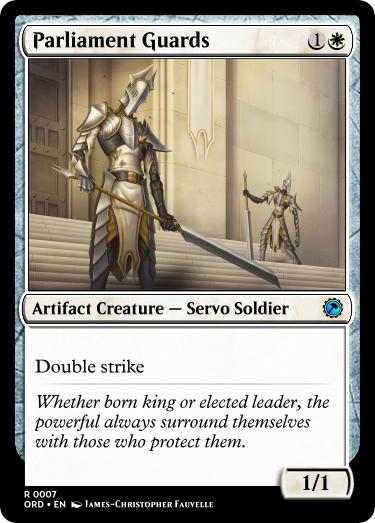 Parliament Guards 1
Artifact Creature — Servo Soldier
Double strike
Whether born king or elected leader, the
powerful always surround themselves
with those who protect them.
1/1
R 0007
ORD • EN James-Christopher Fauvelle